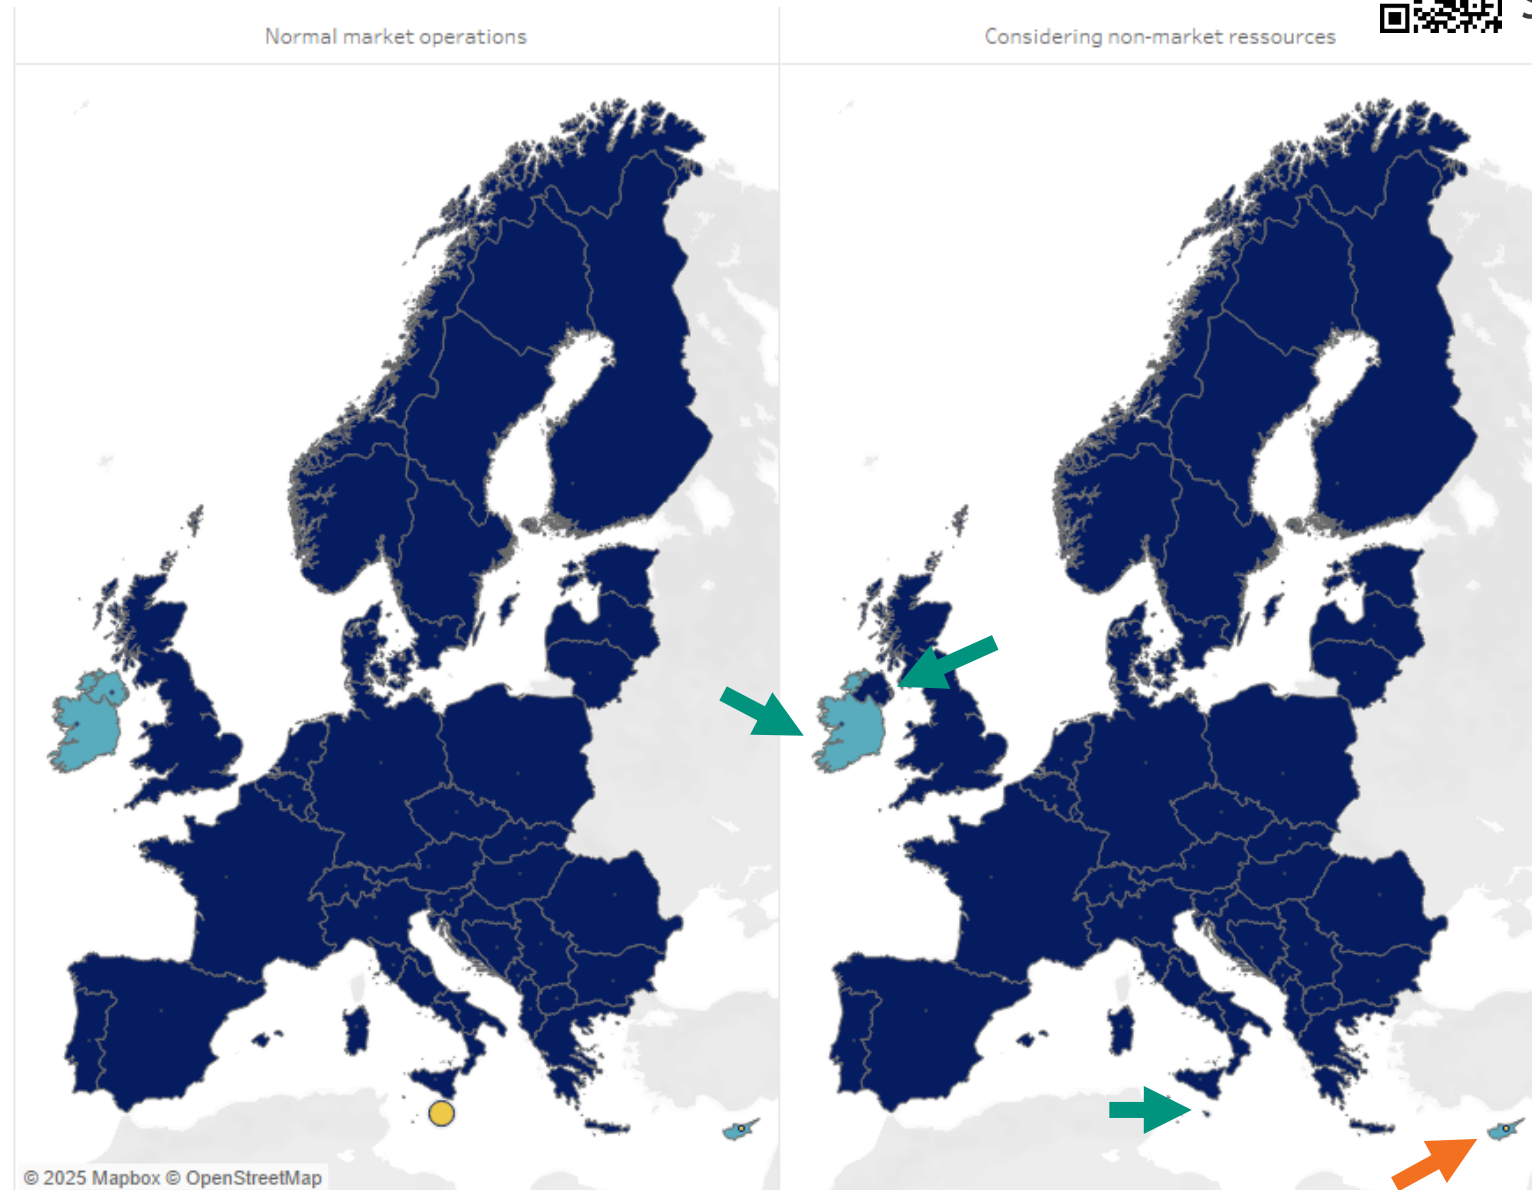 Normal market operations
Considering non-market ressources
© 2025 Mapbox © OpenStreetMap